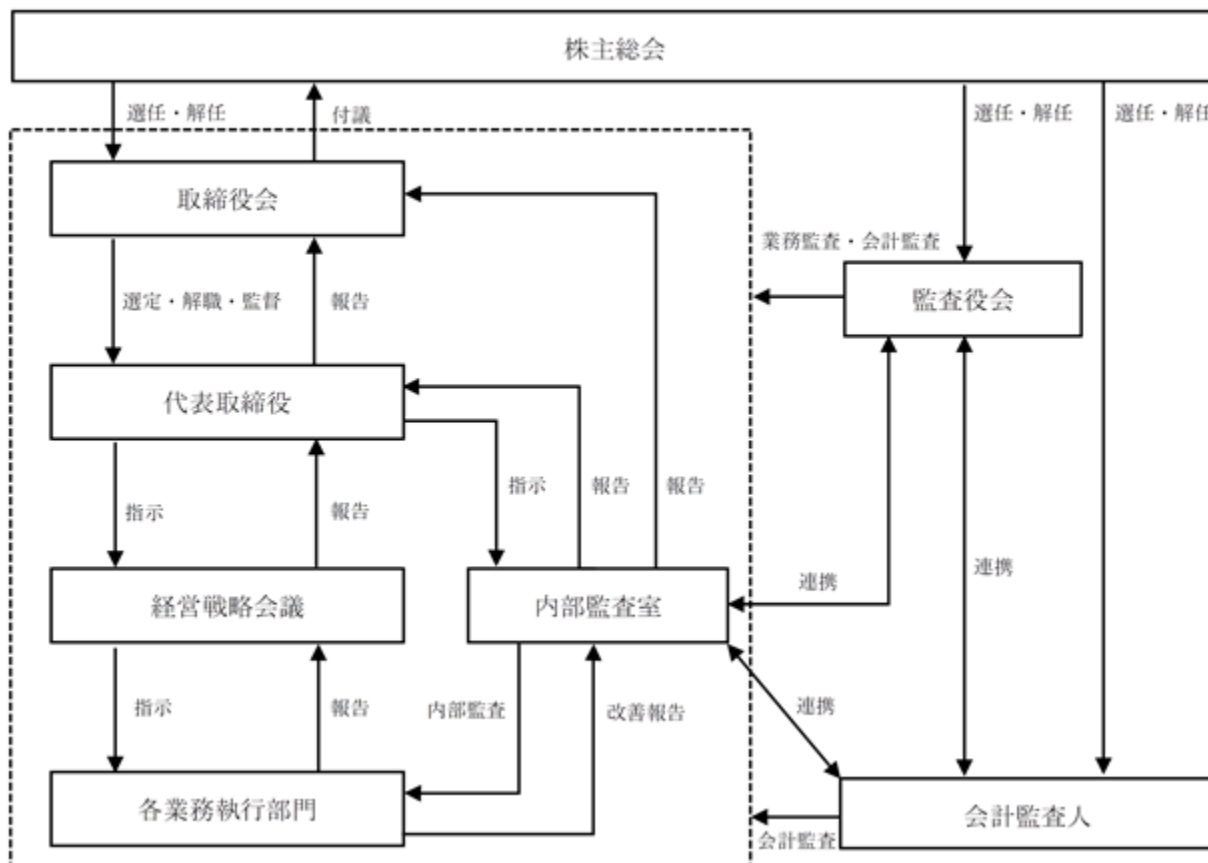 株主総会
選任・解任
付議
選任・解任
選任・解任
取締役会
業務監査・会計監査
監査役会
選定・解職・監督
報告
代表取締役
指示
報告
報告
指示
報告
連携
連携
経営戦略会議
内部監査室
指示
報告
内部監査
改善報告
連携
各業務執行部門
会計監査人
会計監査